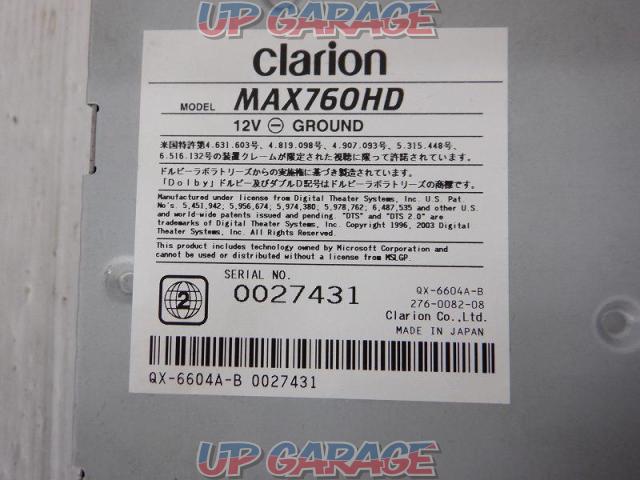 UP GARAGE
clarion
MODEL MAX760HD
12V ⊖ GROUND
米国特許第4.631.603号、4.819.098号、4.907.093号、5.315.448号、
6.516.132号の装置クレームが限定された視聴に限って許諾されています。
ドルビーラボラトリーズからの実施権に基づき製造されています。
「Dolby」ドルビー及びダブルD記号はドルビーラボラトリーズの商標です。
Manufactured under license from Digital Theater Systems, Inc. U.S. Pat.
No's. 5,451,942; 5,956,674; 5,974,380; 5,978,762; 6,487,535 and other U.S.
and world-wide patents issued and pending. "DTS" and "DTS 2.0" are
trademarks of Digital Theater Systems, Inc. Copyright 1996, 2003 Digital
Theater Systems, Inc. All Rights Reserved.
This product includes technology owned by Microsoft Corporation and
cannot be used or distributed without a license from MSLGP.
SERIAL NO.
2
0027431
QX-6604A-B
276-0082-08
Clarion Co.,Ltd.
MADE IN JAPAN
QX-6604A-B 0027431
UP GARAGE